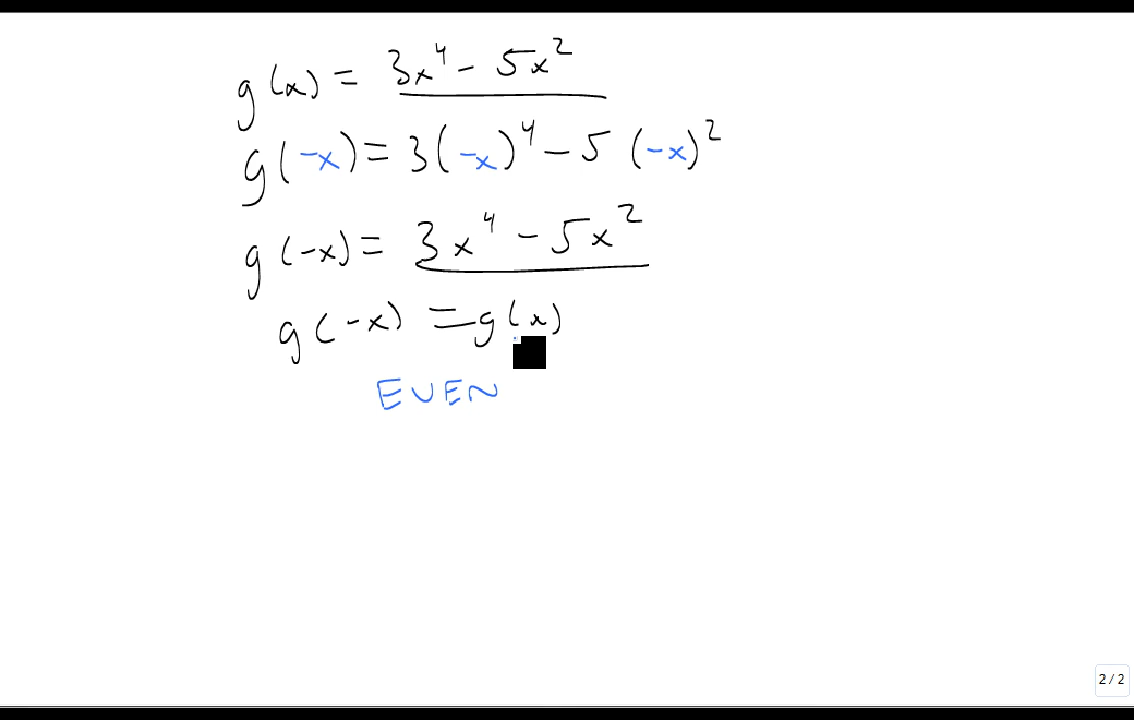 g(x) = 3x⁴ - 5x²
g(-x) = 3(-x)⁴ - 5(-x)²
g(-x) = 3x⁴ - 5x²
g(-x) = g(x)
EVEN
2 / 2